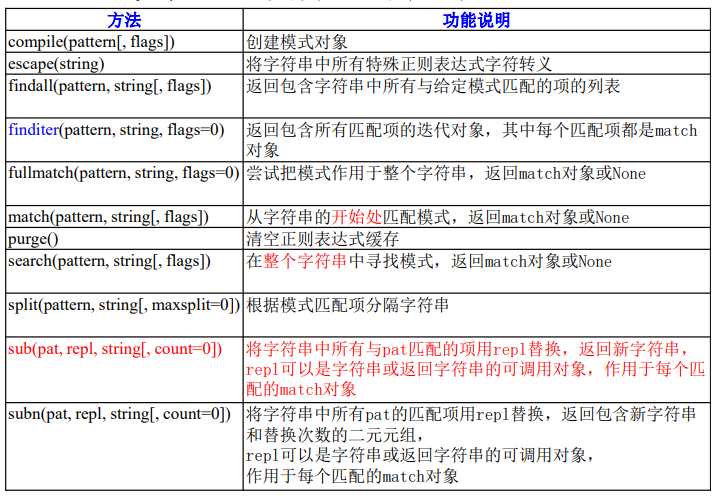 方法 功能说明
compile(pattern[, flags]) 创建模式对象
escape(string) 将字符串中所有特殊正则表达式字符转义
findall(pattern, string[, flags]) 返回包含字符串中所有与给定模式匹配的项的列表
finditer(pattern, string, flags=0) 返回包含所有匹配项的迭代对象，其中每个匹配项都是match
对象
fullmatch(pattern, string, flags=0) 尝试把模式作用于整个字符串，返回match对象或None
match(pattern, string[, flags]) 从字符串的开始处匹配模式，返回match对象或None
purge() 清空正则表达式缓存
search(pattern, string[, flags]) 在整个字符串中寻找模式，返回match对象或None
split(pattern, string[, maxsplit=0]) 根据模式匹配项分隔字符串
sub(pat, repl, string[, count=0]) 将字符串中所有与pat匹配的项用repl替换，返回新字符串，
repl可以是字符串或返回字符串的可调用对象，作用于每个匹
配的match对象
subn(pat, repl, string[, count=0]) 将字符串中所有pat的匹配项用repl替换，返回包含新字符串
和替换次数的二元元组，
repl可以是字符串或返回字符串的可调用对象，
作用于每个匹配的match对象